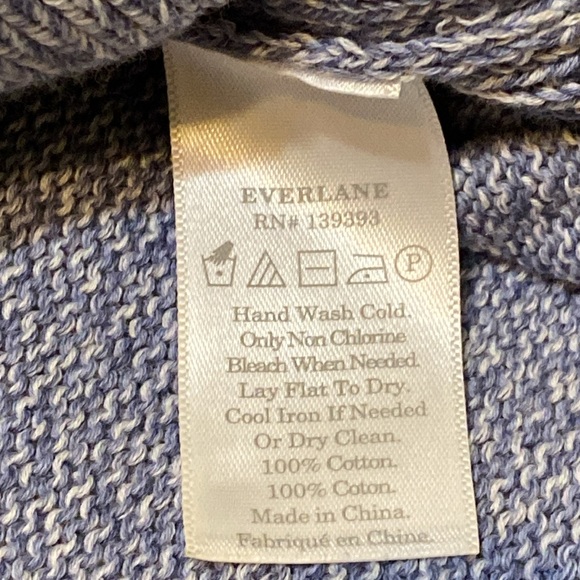 EVERLANE
RN# 139393
P
Hand Wash Cold.
Only Non Chlorine
Bleach When Needed.
Lay Flat To Dry.
Cool Iron If Needed
Or Dry Clean.
100% Cotton.
100% Coton.
Made in China.
Fabriqué en Chine.